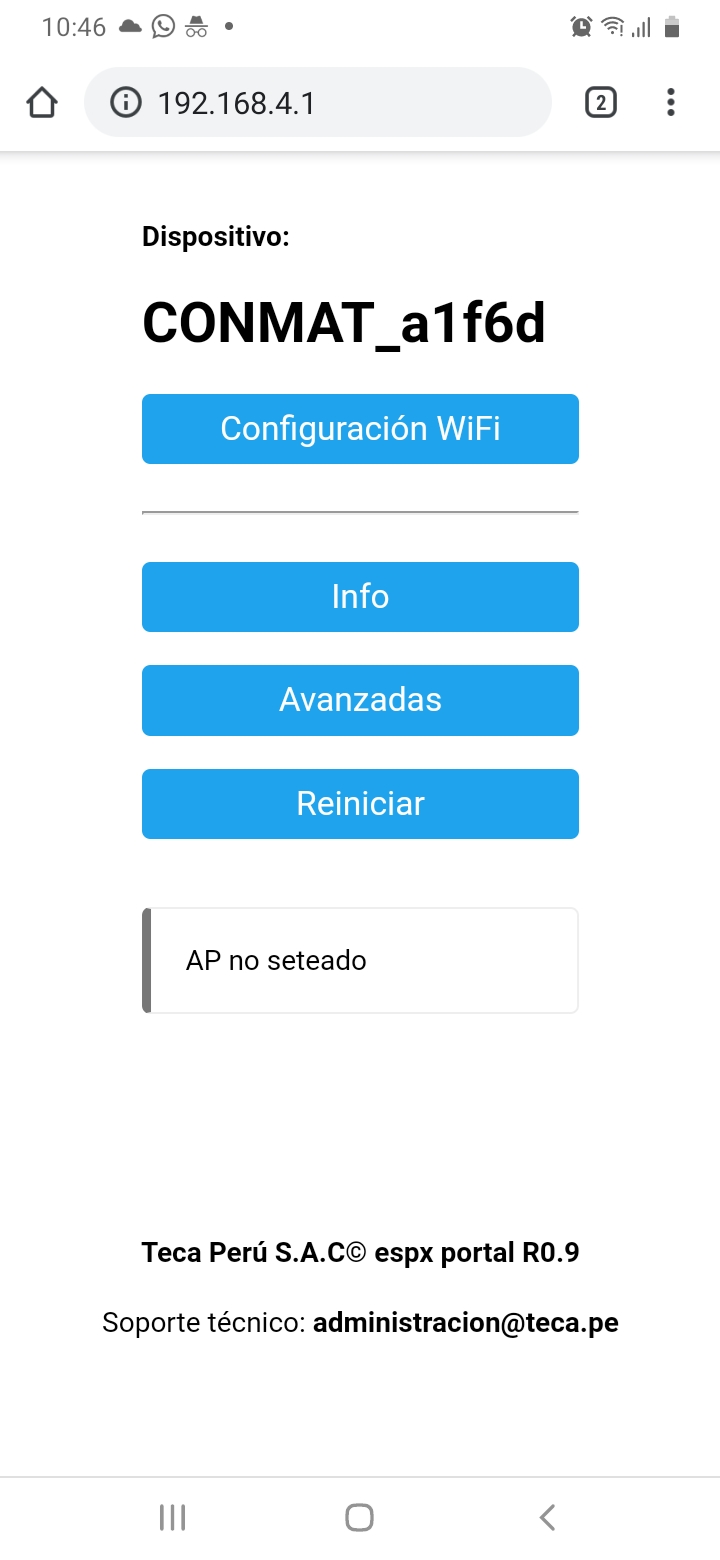 10:46
192.168.4.1
2
Dispositivo:
CONMAT_a1f6d
Configuración WiFi
Info
Avanzadas
Reiniciar
AP no seteado
Teca Perú S.A.C© espx portal R0.9
Soporte técnico: administracion@teca.pe